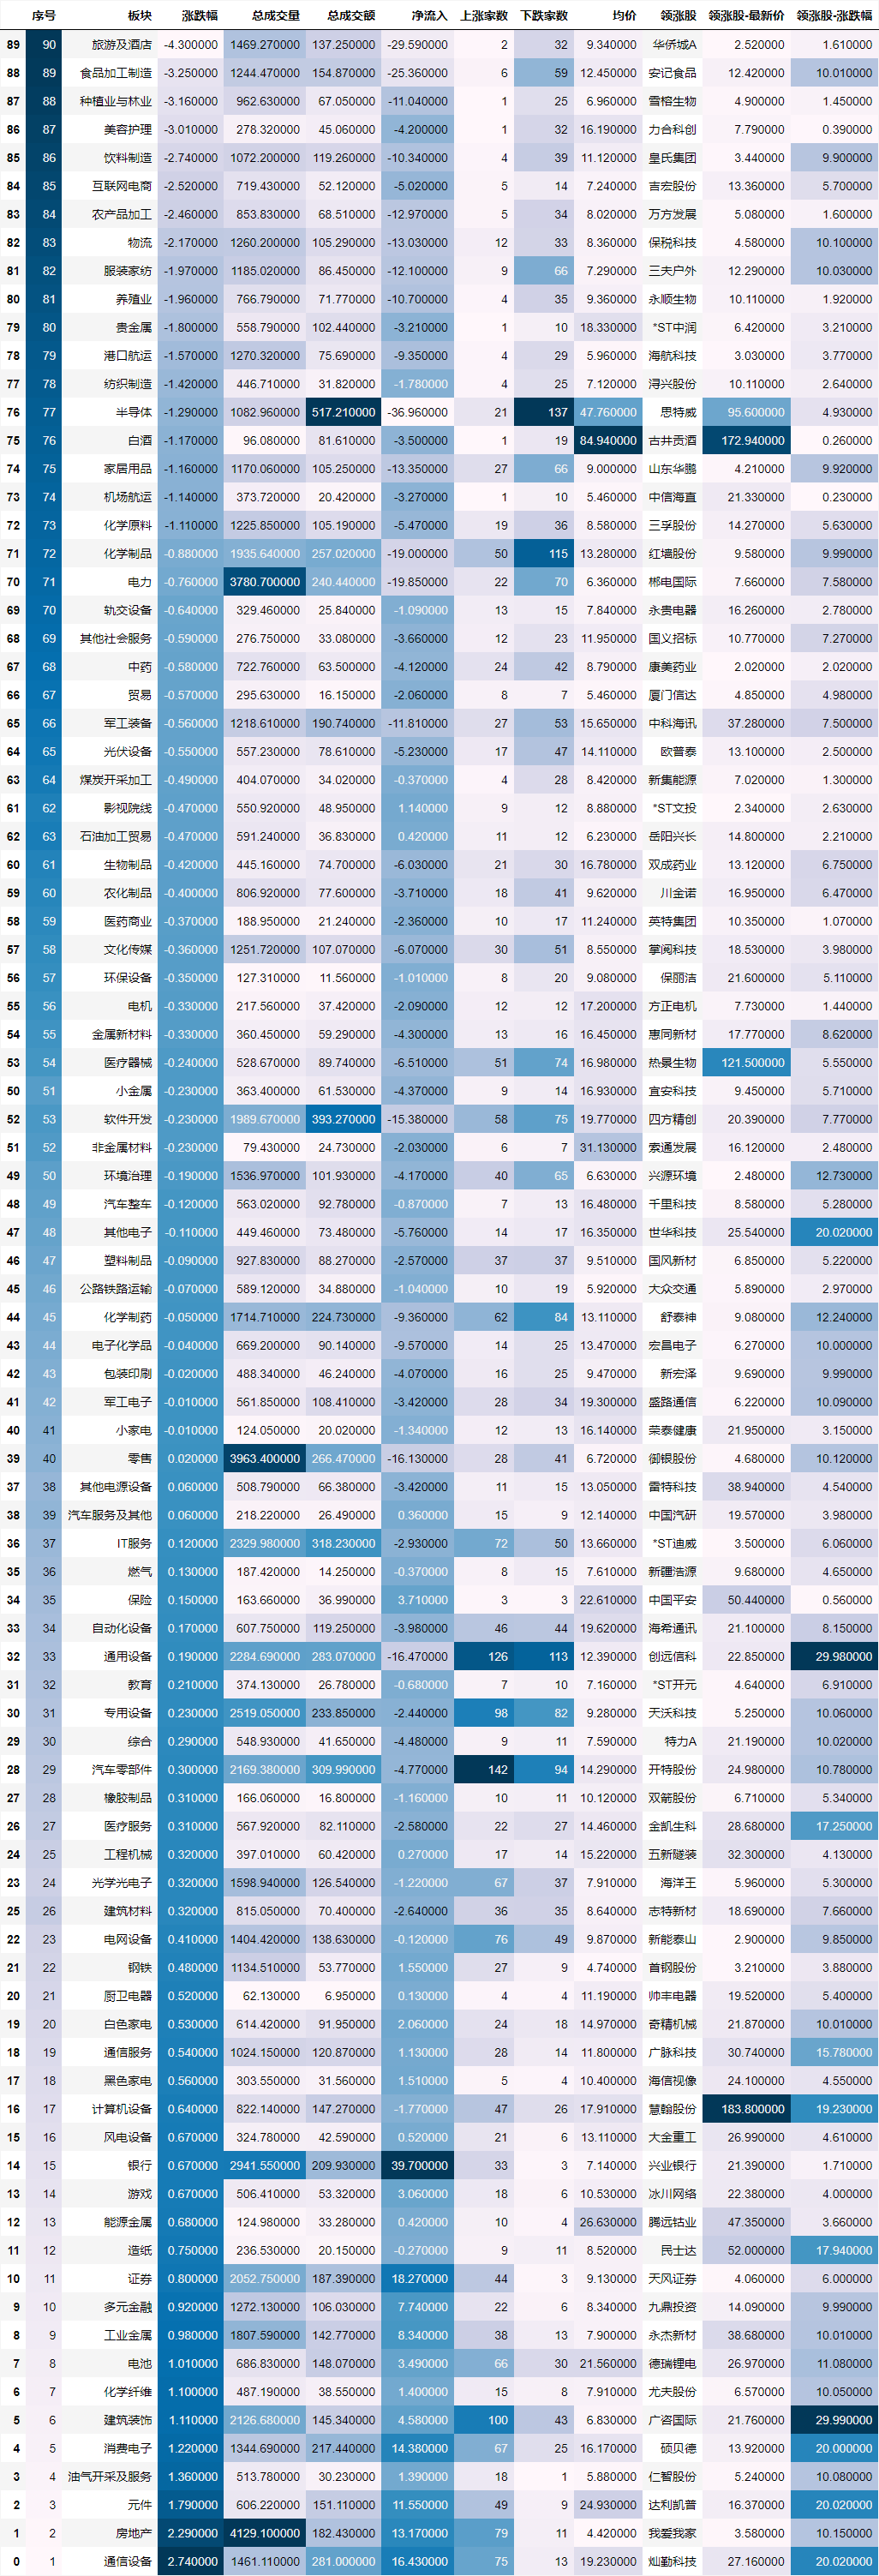 序号 板块 涨跌幅 总成交量 总成交额 净流入 上涨家数 下跌家数 均价 领涨股 领涨股-最新价 领涨股-涨跌幅
89 90 旅游及酒店 -4.300000 1469.270000 137.250000 -29.590000 2 32 9.340000 华侨城A 2.520000 1.610000
88 89 食品加工制造 -3.250000 1244.470000 154.870000 -25.360000 6 59 12.450000 安记食品 12.420000 10.010000
87 88 种植业与林业 -3.160000 962.630000 67.050000 -11.040000 1 25 6.960000 雪榕生物 4.900000 1.450000
86 87 美容护理 -3.010000 278.320000 45.060000 -4.200000 1 32 16.190000 力合科创 7.790000 0.390000
85 86 饮料制造 -2.740000 1072.200000 119.260000 -10.340000 4 39 11.120000 皇氏集团 3.440000 9.900000
84 85 互联网电商 -2.520000 719.430000 52.120000 -5.020000 5 14 7.240000 吉宏股份 13.360000 5.700000
83 84 农产品加工 -2.460000 853.830000 68.510000 -12.970000 5 34 8.020000 万方发展 5.080000 1.600000
82 83 物流 -2.170000 1260.200000 105.290000 -13.030000 12 33 8.360000 保税科技 4.580000 10.100000
81 82 服装家纺 -1.970000 1185.020000 86.450000 -12.100000 9 66 7.290000 三夫户外 12.290000 10.030000
80 81 养殖业 -1.960000 766.790000 71.770000 -10.700000 4 35 9.360000 永顺生物 10.110000 1.920000
79 80 贵金属 -1.800000 558.790000 102.440000 -3.210000 1 10 18.330000 *ST中润 6.420000 3.210000
78 79 港口航运 -1.570000 1270.320000 75.690000 -9.350000 4 29 5.960000 海航科技 3.030000 3.770000
77 78 纺织制造 -1.420000 446.710000 31.820000 -1.780000 4 25 7.120000 浔兴股份 10.110000 2.640000
76 77 半导体 -1.290000 1082.960000 517.210000 -36.960000 21 137 47.760000 思特威 95.600000 4.930000
75 76 白酒 -1.170000 96.080000 81.610000 -3.500000 1 19 84.940000 古井贡酒 172.940000 0.260000
74 75 家居用品 -1.160000 1170.060000 105.250000 -13.350000 27 66 9.000000 山东华鹏 4.210000 9.920000
73 74 机场航运 -1.140000 373.720000 20.420000 -3.270000 1 10 5.460000 中信海直 21.330000 0.230000
72 73 化学原料 -1.110000 1225.850000 105.190000 -5.470000 19 36 8.580000 三孚股份 14.270000 5.630000
71 72 化学制品 -0.880000 1935.640000 257.020000 -19.000000 50 115 13.280000 红墙股份 9.580000 9.990000
70 71 电力 -0.760000 3780.700000 240.440000 -19.850000 22 70 6.360000 郴电国际 7.660000 7.580000
69 70 轨交设备 -0.640000 329.460000 25.840000 -1.090000 13 15 7.840000 永贵电器 16.260000 2.780000
68 69 其他社会服务 -0.590000 276.750000 33.080000 -3.660000 12 23 11.950000 国义招标 10.770000 7.270000
67 68 中药 -0.580000 722.760000 63.500000 -4.120000 24 42 8.790000 康美药业 2.020000 2.020000
66 67 贸易 -0.570000 295.630000 16.150000 -2.060000 8 7 5.460000 厦门信达 4.850000 4.980000
65 66 军工装备 -0.560000 1218.610000 190.740000 -11.810000 27 53 15.650000 中科海讯 37.280000 7.500000
64 65 光伏设备 -0.550000 557.230000 78.610000 -5.230000 17 47 14.110000 欧普泰 13.100000 2.500000
63 64 煤炭开采加工 -0.490000 404.070000 34.020000 -0.370000 4 28 8.420000 新集能源 7.020000 1.300000
61 62 影视院线 -0.470000 550.920000 48.950000 1.140000 9 12 8.880000 *ST文投 2.340000 2.630000
62 63 石油加工贸易 -0.470000 591.240000 36.830000 0.420000 11 12 6.230000 岳阳兴长 14.800000 2.210000
60 61 生物制品 -0.420000 445.160000 74.700000 -6.030000 21 30 16.780000 双成药业 13.120000 6.750000
59 60 农化制品 -0.400000 806.920000 77.600000 -3.710000 18 41 9.620000 川金诺 16.950000 6.470000
58 59 医药商业 -0.370000 188.950000 21.240000 -2.360000 10 17 11.240000 英特集团 10.350000 1.070000
57 58 文化传媒 -0.360000 1251.720000 107.070000 -6.070000 30 51 8.550000 掌阅科技 18.530000 3.980000
56 57 环保设备 -0.350000 127.310000 11.560000 -1.010000 8 20 9.080000 保丽洁 21.600000 5.110000
55 56 电机 -0.330000 217.560000 37.420000 -2.090000 12 12 17.200000 方正电机 7.730000 1.440000
54 55 金属新材料 -0.330000 360.450000 59.290000 -4.300000 13 16 16.450000 惠同新材 17.770000 8.620000
53 54 医疗器械 -0.240000 528.670000 89.740000 -6.510000 51 74 16.980000 热景生物 121.500000 5.550000
50 51 小金属 -0.230000 363.400000 61.530000 -4.370000 9 14 16.930000 宜安科技 9.450000 5.710000
52 53 软件开发 -0.230000 1989.670000 393.270000 -15.380000 58 75 19.770000 四方精创 20.390000 7.770000
51 52 非金属材料 -0.230000 79.430000 24.730000 -2.030000 6 7 31.130000 索通发展 16.120000 2.480000
49 50 环境治理 -0.190000 1536.970000 101.930000 -4.170000 40 65 6.630000 兴源环境 2.480000 12.730000
48 49 汽车整车 -0.120000 563.020000 92.780000 -0.870000 7 13 16.480000 千里科技 8.580000 5.280000
47 48 其他电子 -0.110000 449.460000 73.480000 -5.760000 14 17 16.350000 世华科技 25.540000 20.020000
46 47 塑料制品 -0.090000 927.830000 88.270000 -2.570000 37 37 9.510000 国风新材 6.850000 5.220000
45 46 公路铁路运输 -0.070000 589.120000 34.880000 -1.040000 10 19 5.920000 大众交通 5.890000 2.970000
44 45 化学制药 -0.050000 1714.710000 224.730000 -9.360000 62 84 13.110000 舒泰神 9.080000 12.240000
43 44 电子化学品 -0.040000 669.200000 90.140000 -9.570000 14 25 13.470000 宏昌电子 6.270000 10.000000
42 43 包装印刷 -0.020000 488.340000 46.240000 -4.070000 16 25 9.470000 新宏泽 9.690000 9.990000
41 42 军工电子 -0.010000 561.850000 108.410000 -3.420000 28 34 19.300000 盛路通信 6.220000 10.090000
40 41 小家电 -0.010000 124.050000 20.020000 -1.340000 12 13 16.140000 荣泰健康 21.950000 3.150000
39 40 零售 0.020000 3963.400000 266.470000 -16.130000 28 41 6.720000 御银股份 4.680000 10.120000
37 38 其他电源设备 0.060000 508.790000 66.380000 -3.420000 11 15 13.050000 雷特科技 38.940000 4.540000
38 39 汽车服务及其他 0.060000 218.220000 26.490000 0.360000 15 9 12.140000 中国汽研 19.570000 3.980000
36 37 IT服务 0.120000 2329.980000 318.230000 -2.930000 72 50 13.660000 *ST迪威 3.500000 6.060000
35 36 燃气 0.130000 187.420000 14.250000 -0.370000 8 15 7.610000 新疆浩源 9.680000 4.650000
34 35 保险 0.150000 163.660000 36.990000 3.710000 3 3 22.610000 中国平安 50.440000 0.560000
33 34 自动化设备 0.170000 607.750000 119.250000 -3.980000 46 44 19.620000 海希通讯 21.100000 8.150000
32 33 通用设备 0.190000 2284.690000 283.070000 -16.470000 126 113 12.390000 创远信科 22.850000 29.980000
31 32 教育 0.210000 374.130000 26.780000 -0.680000 7 10 7.160000 *ST开元 4.640000 6.910000
30 31 专用设备 0.230000 2519.050000 233.850000 -2.440000 98 82 9.280000 天沃科技 5.250000 10.060000
29 30 综合 0.290000 548.930000 41.650000 -4.480000 9 11 7.590000 特力A 21.190000 10.020000
28 29 汽车零部件 0.300000 2169.380000 309.990000 -4.770000 142 94 14.290000 开特股份 24.980000 10.780000
27 28 橡胶制品 0.310000 166.060000 16.800000 -1.160000 10 11 10.120000 双箭股份 6.710000 5.340000
26 27 医疗服务 0.310000 567.920000 82.110000 -2.580000 22 27 14.460000 金凯生科 28.680000 17.250000
24 25 工程机械 0.320000 397.010000 60.420000 0.270000 17 14 15.220000 五新隧装 32.300000 4.130000
23 24 光学光电子 0.320000 1598.940000 126.540000 -1.220000 67 37 7.910000 海洋王 5.960000 5.300000
25 26 建筑材料 0.320000 815.050000 70.400000 -2.640000 36 35 8.640000 志特新材 18.690000 7.660000
22 23 电网设备 0.410000 1404.420000 138.630000 -0.120000 76 49 9.870000 新能泰山 2.900000 9.850000
21 22 钢铁 0.480000 1134.510000 53.770000 1.550000 27 9 4.740000 首钢股份 3.210000 3.880000
20 21 厨卫电器 0.520000 62.130000 6.950000 0.130000 4 4 11.190000 帅丰电器 19.520000 5.400000
19 20 白色家电 0.530000 614.420000 91.950000 2.060000 24 18 14.970000 奇精机械 21.870000 10.010000
18 19 通信服务 0.540000 1024.150000 120.870000 1.130000 28 14 11.800000 广脉科技 30.740000 15.780000
17 18 黑色家电 0.560000 303.550000 31.560000 1.510000 5 4 10.400000 海信视像 24.100000 4.550000
16 17 计算机设备 0.640000 822.140000 147.270000 -1.770000 47 26 17.910000 慧翰股份 183.800000 19.230000
15 16 风电设备 0.670000 324.780000 42.590000 0.520000 21 6 13.110000 大金重工 26.990000 4.610000
14 15 银行 0.670000 2941.550000 209.930000 39.700000 33 3 7.140000 兴业银行 21.390000 1.710000
13 14 游戏 0.670000 506.410000 53.320000 3.060000 18 6 10.530000 冰川网络 22.380000 4.000000
12 13 能源金属 0.680000 124.980000 33.280000 0.420000 10 4 26.630000 腾远钴业 47.350000 3.660000
11 12 造纸 0.750000 236.530000 20.150000 -0.270000 9 11 8.520000 民士达 52.000000 17.940000
10 11 证券 0.800000 2052.750000 187.390000 18.270000 44 3 9.130000 天风证券 4.060000 6.000000
9 10 多元金融 0.920000 1272.130000 106.030000 7.740000 22 6 8.340000 九鼎投资 14.090000 9.990000
8 9 工业金属 0.980000 1807.590000 142.770000 8.340000 38 13 7.900000 永杰新材 38.680000 10.010000
7 8 电池 1.010000 686.830000 148.070000 3.490000 66 30 21.560000 德瑞锂电 26.970000 11.080000
6 7 化学纤维 1.100000 487.190000 38.550000 1.400000 15 8 7.910000 尤夫股份 6.570000 10.050000
5 6 建筑装饰 1.110000 2126.680000 145.340000 4.580000 100 43 6.830000 广咨国际 21.760000 29.990000
4 5 消费电子 1.220000 1344.690000 217.440000 14.380000 67 25 16.170000 硕贝德 13.920000 20.000000
3 4 油气开采及服务 1.360000 513.780000 30.230000 1.390000 18 1 5.880000 仁智股份 5.240000 10.080000
2 3 元件 1.790000 606.220000 151.110000 11.550000 49 9 24.930000 达利凯普 16.370000 20.020000
1 2 房地产 2.290000 4129.100000 182.430000 13.170000 79 11 4.420000 我爱我家 3.580000 10.150000
0 1 通信设备 2.740000 1461.110000 281.000000 16.430000 75 13 19.230000 灿勤科技 27.160000 20.020000